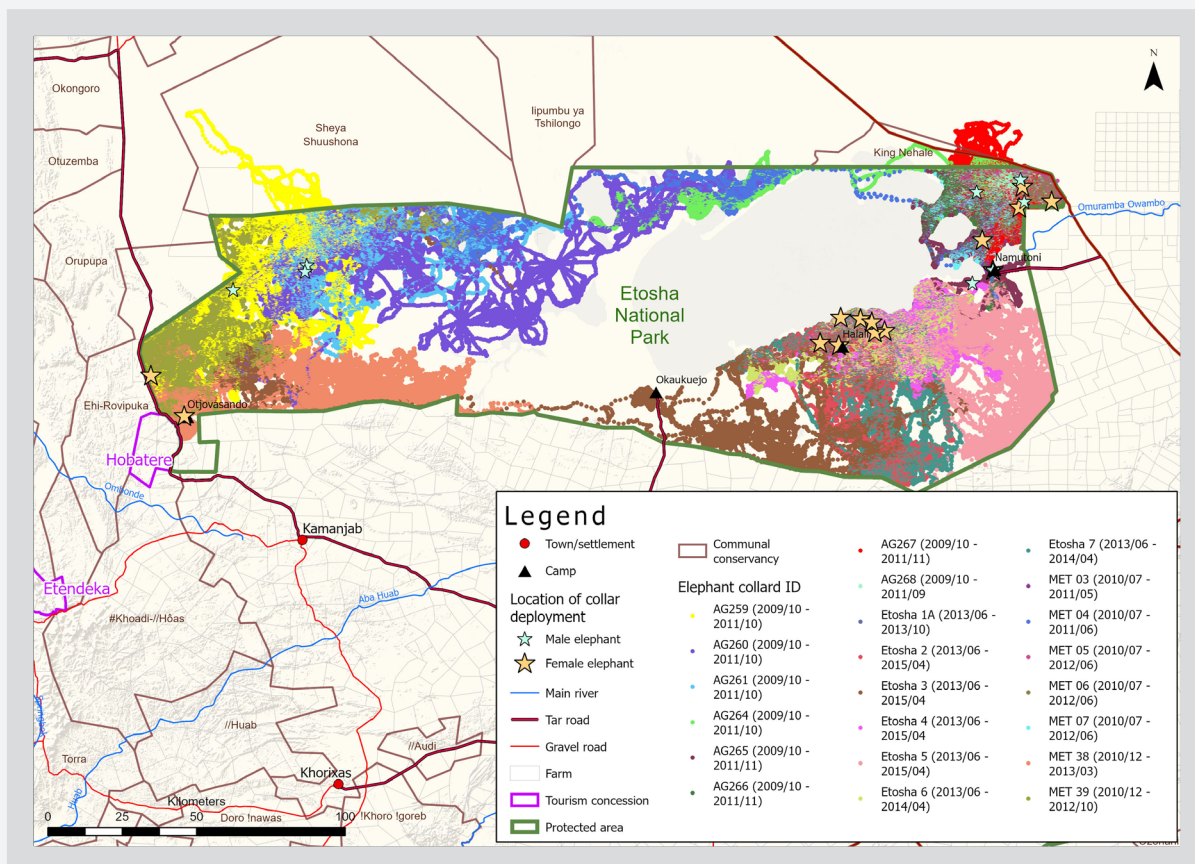 N
Okongoro
Sheya
Shuushona
Iipumbu ya
Tshilongo
Otuzemba
King Nehale
Omuramba Owambo
Orupupa
Namutoni
Etosha
National
Park
Halali
Okaukuejo
Ehi-Rovipuka
Otjovasando
Hobatere
Ombonde
Kamanjab
Etendeka
Aba Huab
#Khoadi-//Hôas
//Huab
//Audi
Torra
Khorixas
Huab
Kilometers
Doro !nawas
!Khoro !goreb
0 25 50 100
Legend
Town/settlement
Camp
Location of collar
deployment
Male elephant
Female elephant
Main river
Tar road
Gravel road
Farm
Tourism concession
Protected area
Communal
conservancy
Elephant collard ID
AG259 (2009/10 -
2011/10)
AG260 (2009/10 -
2011/10)
AG261 (2009/10 -
2011/10)
AG264 (2009/10 -
2011/10)
AG265 (2009/10 -
2011/11)
AG266 (2009/10 -
2011/11)
AG267 (2009/10 -
2011/11)
AG268 (2009/10 -
2011/09)
Etosha 1A (2013/06 -
2013/10)
Etosha 2 (2013/06 -
2015/04)
Etosha 3 (2013/06 -
2015/04
Etosha 4 (2013/06 -
2015/04
Etosha 5 (2013/06 -
2015/04)
Etosha 6 (2013/06 -
2014/04)
Etosha 7 (2013/06 -
2014/04)
MET 03 (2010/07 -
2011/05)
MET 04 (2010/07 -
2011/06)
MET 05 (2010/07 -
2012/06)
MET 06 (2010/07 -
2012/06)
MET 07 (2010/07 -
2012/06)
MET 38 (2010/12 -
2013/03)
MET 39 (2010/12 -
2012/10)